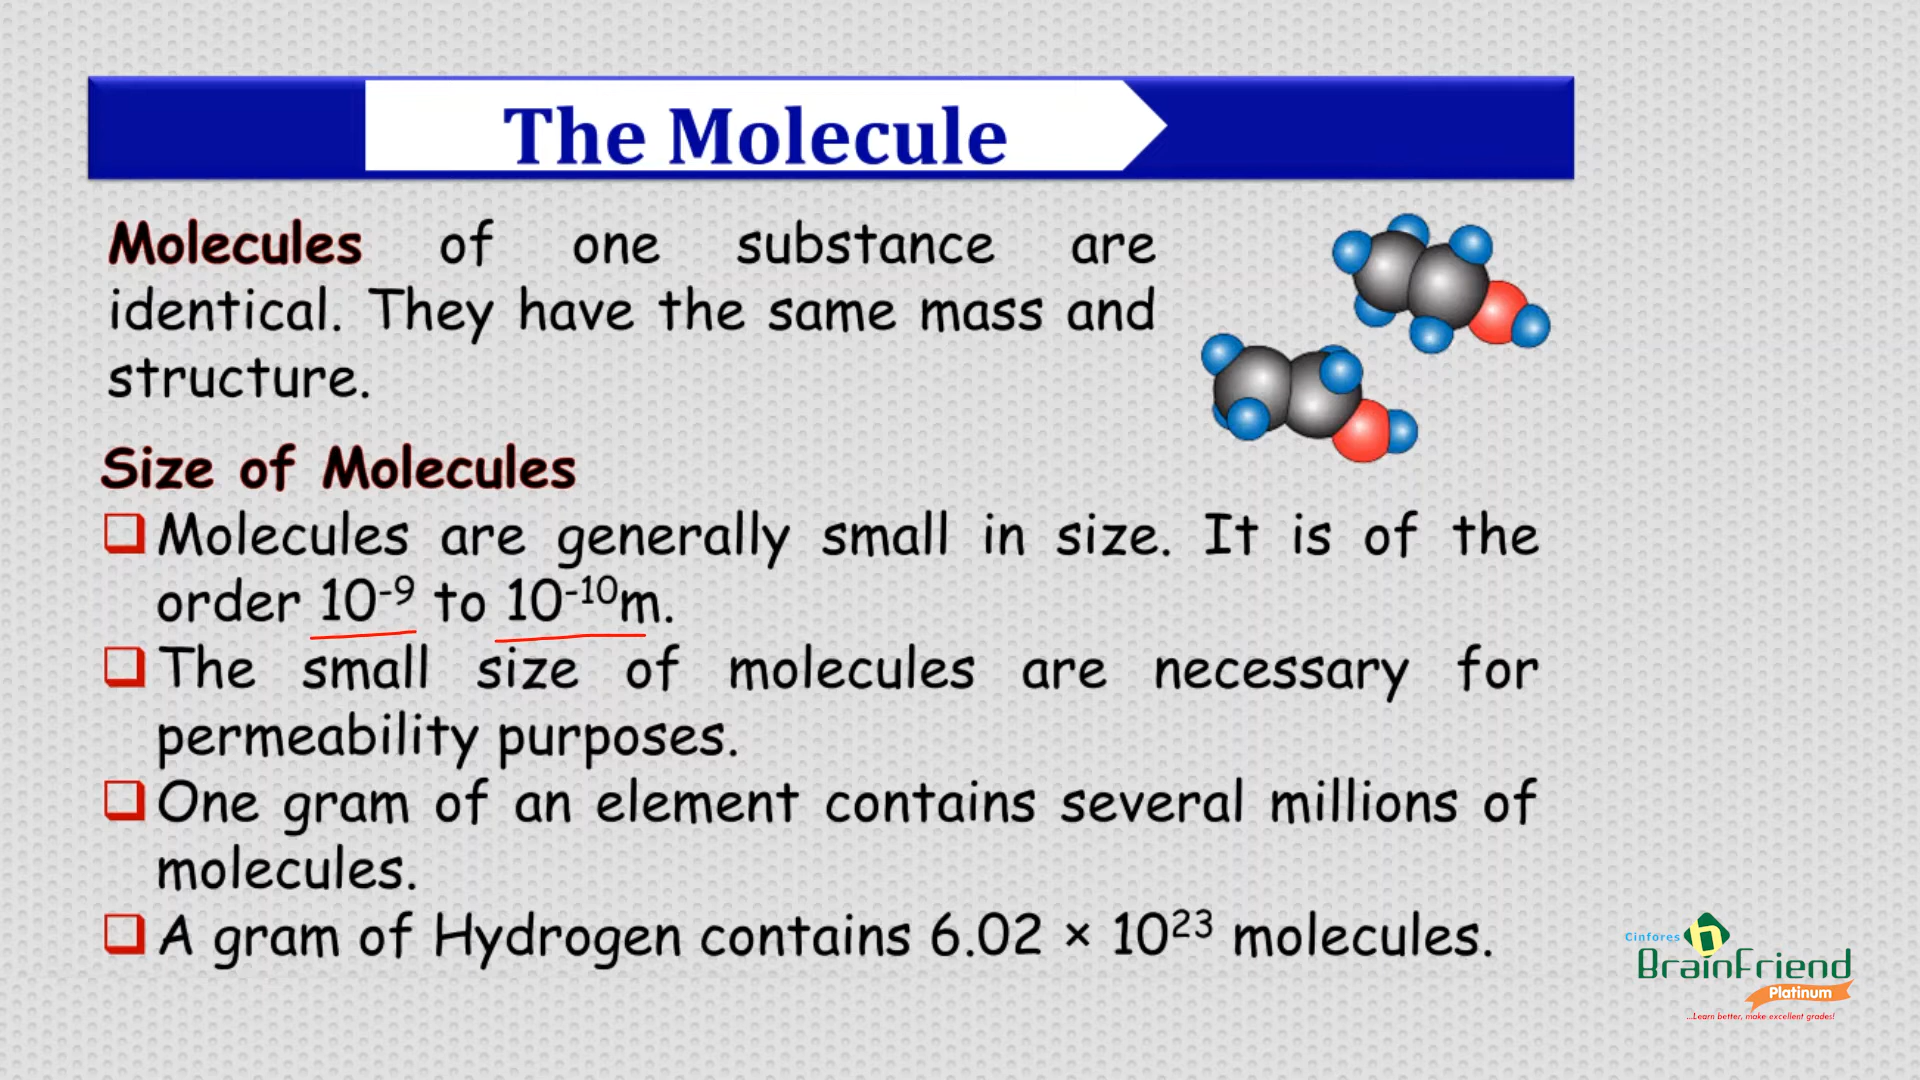 The Molecule
Molecules of one substance are
identical. They have the same mass and
structure.
Size of Molecules
Molecules are generally small in size. It is of the
order 10⁻⁹ to 10⁻¹⁰m.
The small size of molecules are necessary for
permeability purposes.
One gram of an element contains several millions of
molecules.
A gram of Hydrogen contains 6.02 × 10²³ molecules.
Cinfores
BrainFriend
Platinum
...Learn better, make excellent grades!